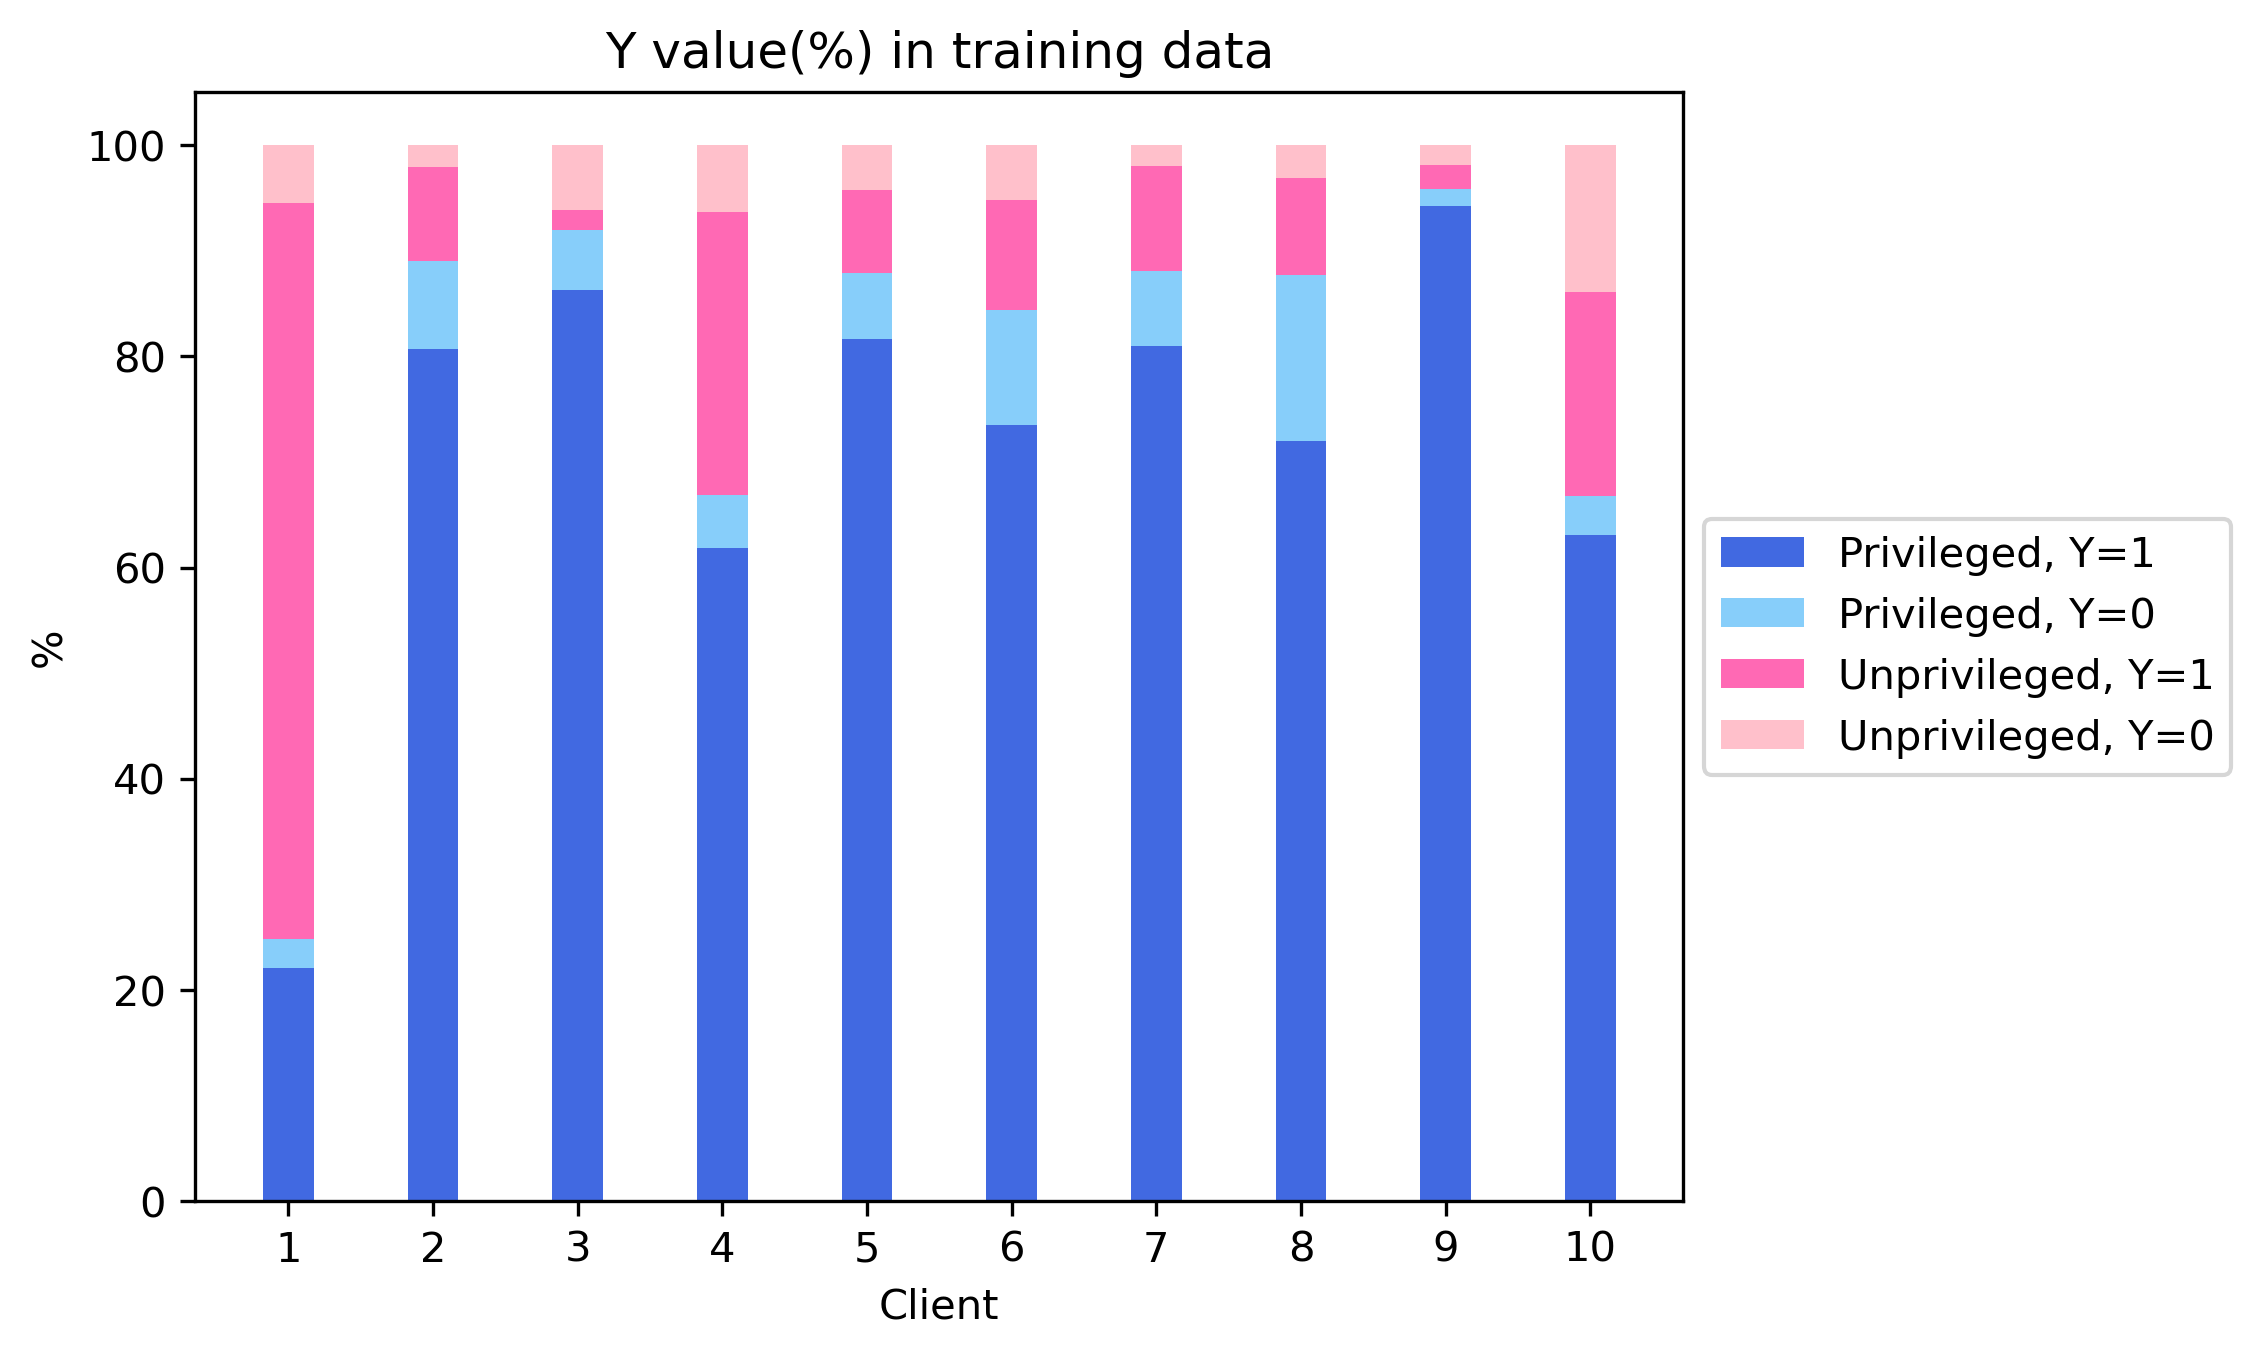 Y value(%) in training data
100
80
60
40
20
0
%
1 2 3 4 5 6 7 8 9 10
Client
Privileged, Y=1
Privileged, Y=0
Unprivileged, Y=1
Unprivileged, Y=0